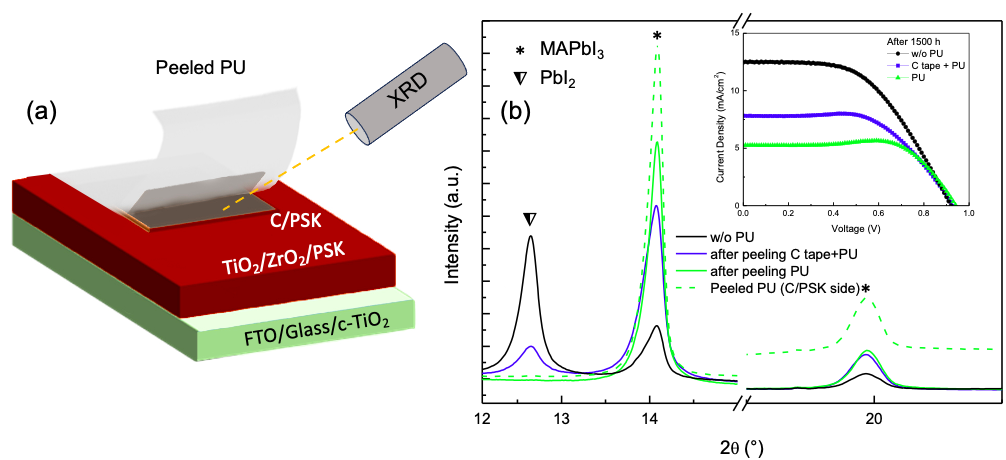 Peeled PU
(a)
XRD
C/PSK
TiO₂/ZrO₂/PSK
FTO/Glass/c-TiO₂
(b)
* MAPbI₃
PbI₂
*
After 1500 h
w/o PU
C tape + PU
PU
Current Density (mA/cm²)
15
10
5
0
0.0 0.2 0.4 0.6 0.8 1.0
Voltage (V)
Intensity (a.u.)
w/o PU
after peeling C tape+PU
after peeling PU
Peeled PU (C/PSK side)
*
12 13 14 20
2θ (°)